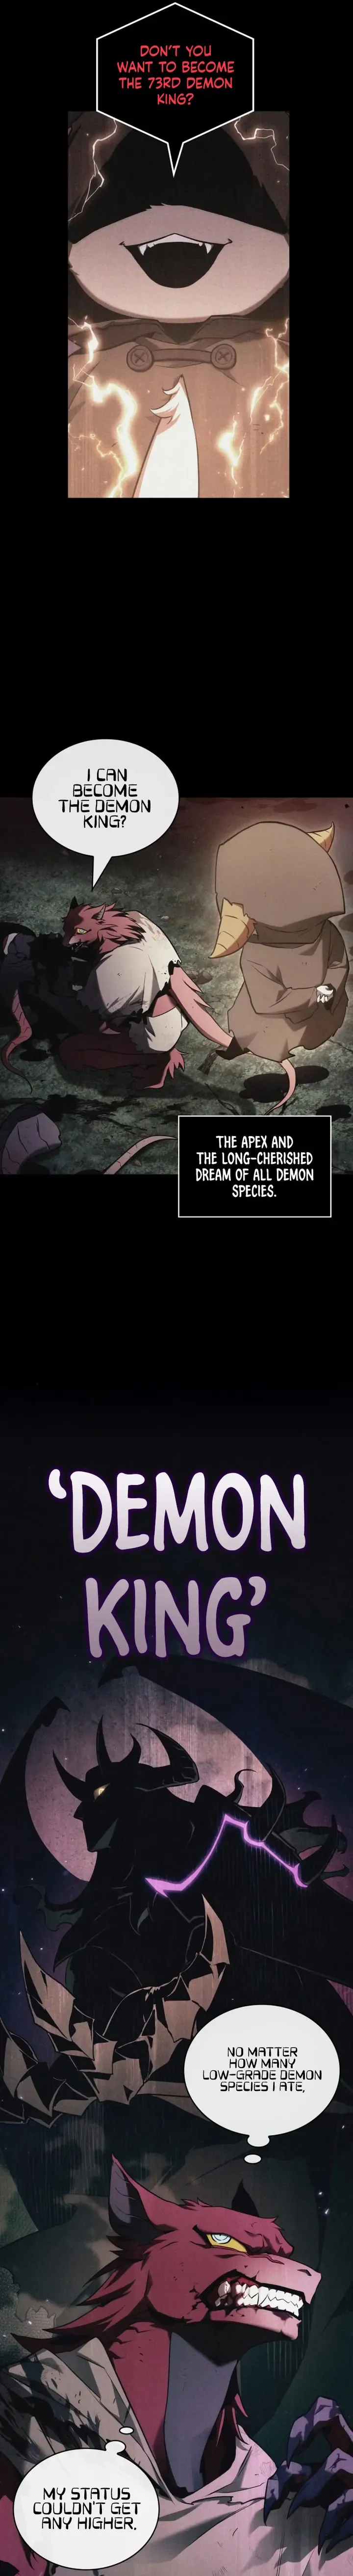 DON'T YOU
WANT TO BECOME
THE 73RD DEMON
KING?
I CAN
BECOME
THE DEMON
KING?
THE APEX AND
THE LONG-CHERISHED
DREAM OF ALL DEMON
SPECIES.
'DEMON
KING'
NO MATTER
HOW MANY
LOW-GRADE DEMON
SPECIES I ATE,
MY STATUS
COULDN'T GET
ANY HIGHER.